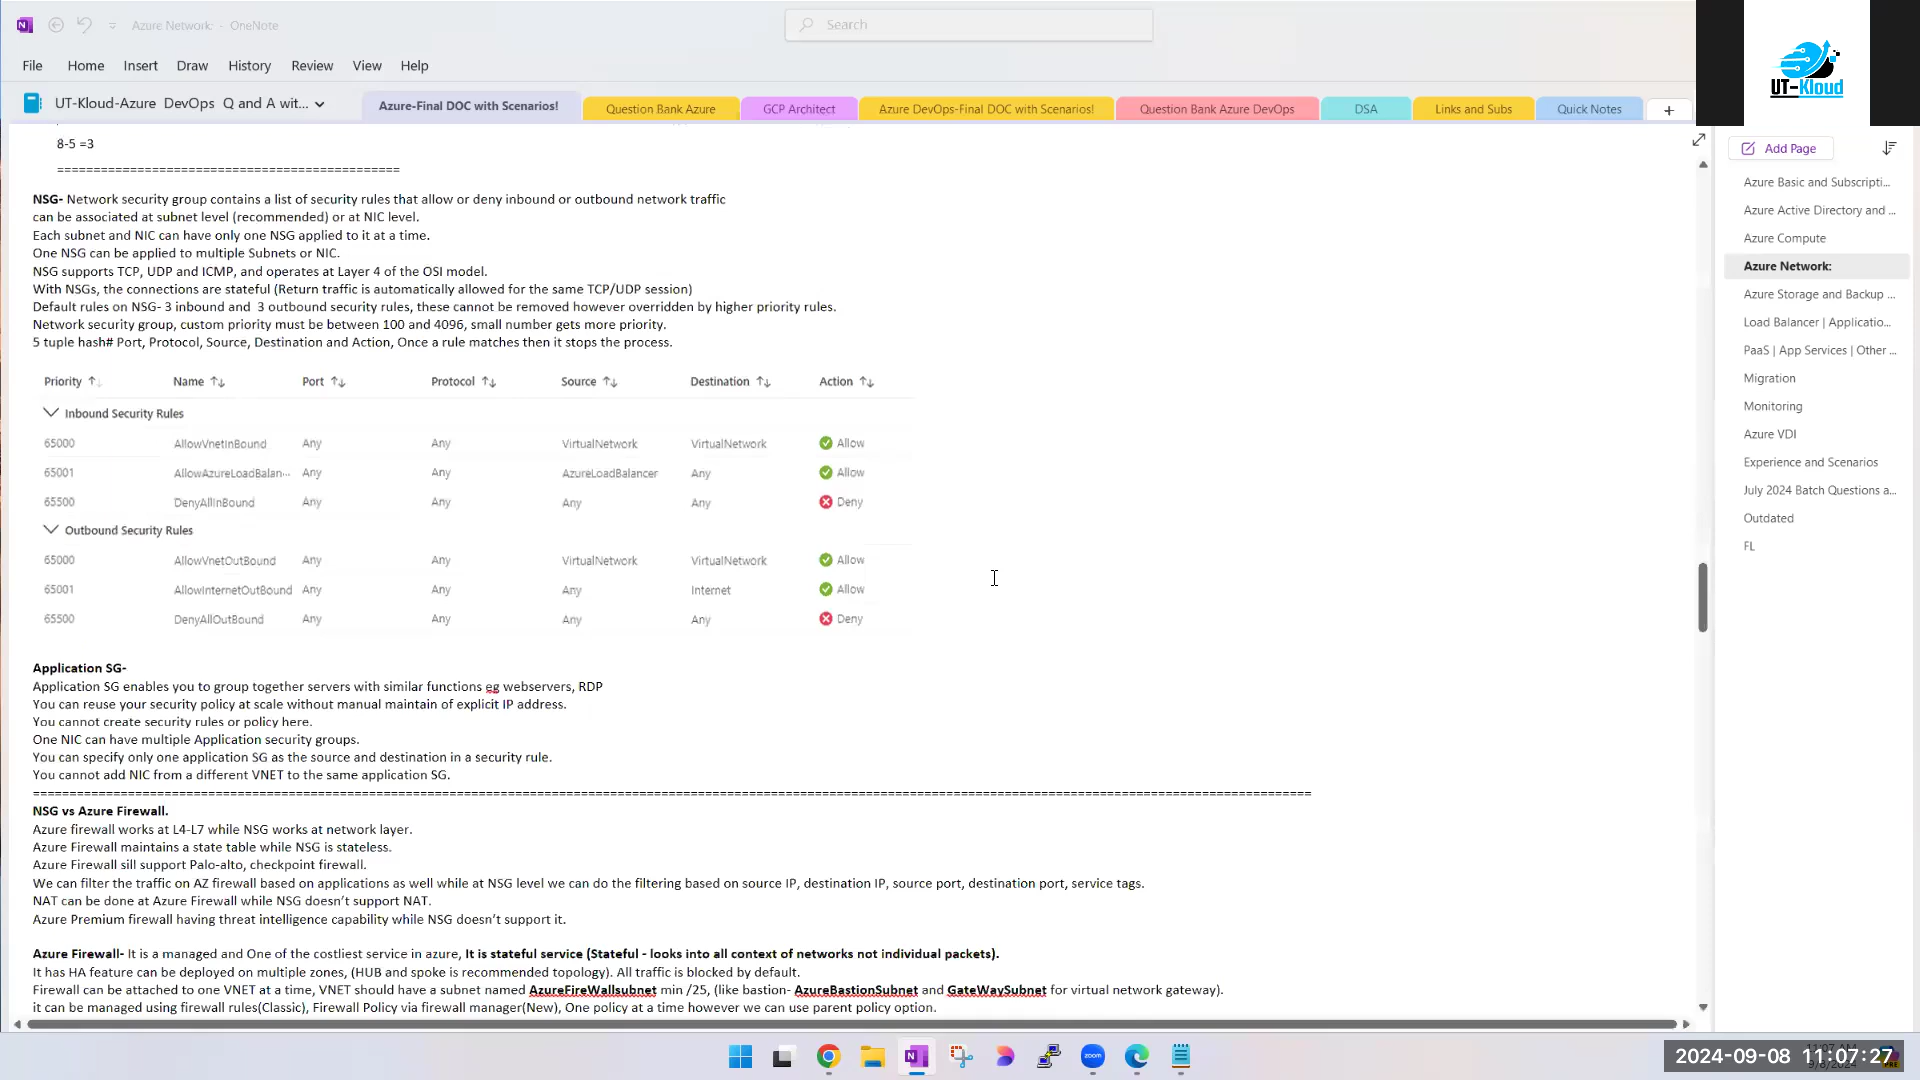 Azure Network: - OneNote
Search
UT-Kloud
File Home Insert Draw History Review View Help
UT-Kloud-Azure DevOps Q and A wit...
Azure-Final DOC with Scenarios! Question Bank Azure GCP Architect Azure DevOps-Final DOC with Scenarios! Question Bank Azure DevOps DSA Links and Subs Quick Notes +
8-5 =3
===============================================
NSG- Network security group contains a list of security rules that allow or deny inbound or outbound network traffic
can be associated at subnet level (recommended) or at NIC level.
Each subnet and NIC can have only one NSG applied to it at a time.
One NSG can be applied to multiple Subnets or NIC.
NSG supports TCP, UDP and ICMP, and operates at Layer 4 of the OSI model.
With NSGs, the connections are stateful (Return traffic is automatically allowed for the same TCP/UDP session)
Default rules on NSG- 3 inbound and 3 outbound security rules, these cannot be removed however overridden by higher priority rules.
Network security group, custom priority must be between 100 and 4096, small number gets more priority.
5 tuple hash# Port, Protocol, Source, Destination and Action, Once a rule matches then it stops the process.
Priority Name Port Protocol Source Destination Action
Inbound Security Rules
65000 AllowVnetInBound Any Any VirtualNetwork VirtualNetwork Allow
65001 AllowAzureLoadBalan... Any Any AzureLoadBalancer Any Allow
65500 DenyAllInBound Any Any Any Any Deny
Outbound Security Rules
65000 AllowVnetOutBound Any Any VirtualNetwork VirtualNetwork Allow
65001 AllowInternetOutBound Any Any Any Internet Allow
65500 DenyAllOutBound Any Any Any Any Deny
Application SG-
Application SG enables you to group together servers with similar functions eg webservers, RDP
You can reuse your security policy at scale without manual maintain of explicit IP address.
You cannot create security rules or policy here.
One NIC can have multiple Application security groups.
You can specify only one application SG as the source and destination in a security rule.
You cannot add NIC from a different VNET to the same application SG.
NSG vs Azure Firewall.
Azure firewall works at L4-L7 while NSG works at network layer.
Azure Firewall maintains a state table while NSG is stateless.
Azure Firewall sill support Palo-alto, checkpoint firewall.
We can filter the traffic on AZ firewall based on applications as well while at NSG level we can do the filtering based on source IP, destination IP, source port, destination port, service tags.
NAT can be done at Azure Firewall while NSG doesn't support NAT.
Azure Premium firewall having threat intelligence capability while NSG doesn't support it.
Azure Firewall- It is a managed and One of the costliest service in azure, It is stateful service (Stateful - looks into all context of networks not individual packets).
It has HA feature can be deployed on multiple zones, (HUB and spoke is recommended topology). All traffic is blocked by default.
Firewall can be attached to one VNET at a time, VNET should have a subnet named AzureFireWallsubnet min /25, (like bastion- AzureBastionSubnet and GateWaySubnet for virtual network gateway).
it can be managed using firewall rules(Classic), Firewall Policy via firewall manager(New), One policy at a time however we can use parent policy option.
Add Page
Azure Basic and Subscripti...
Azure Active Directory and ...
Azure Compute
Azure Network:
Azure Storage and Backup ...
Load Balancer | Applicatio...
PaaS | App Services | Other ...
Migration
Monitoring
Azure VDI
Experience and Scenarios
July 2024 Batch Questions a...
Outdated
FL
zoom
2024-09-08 11:07:27